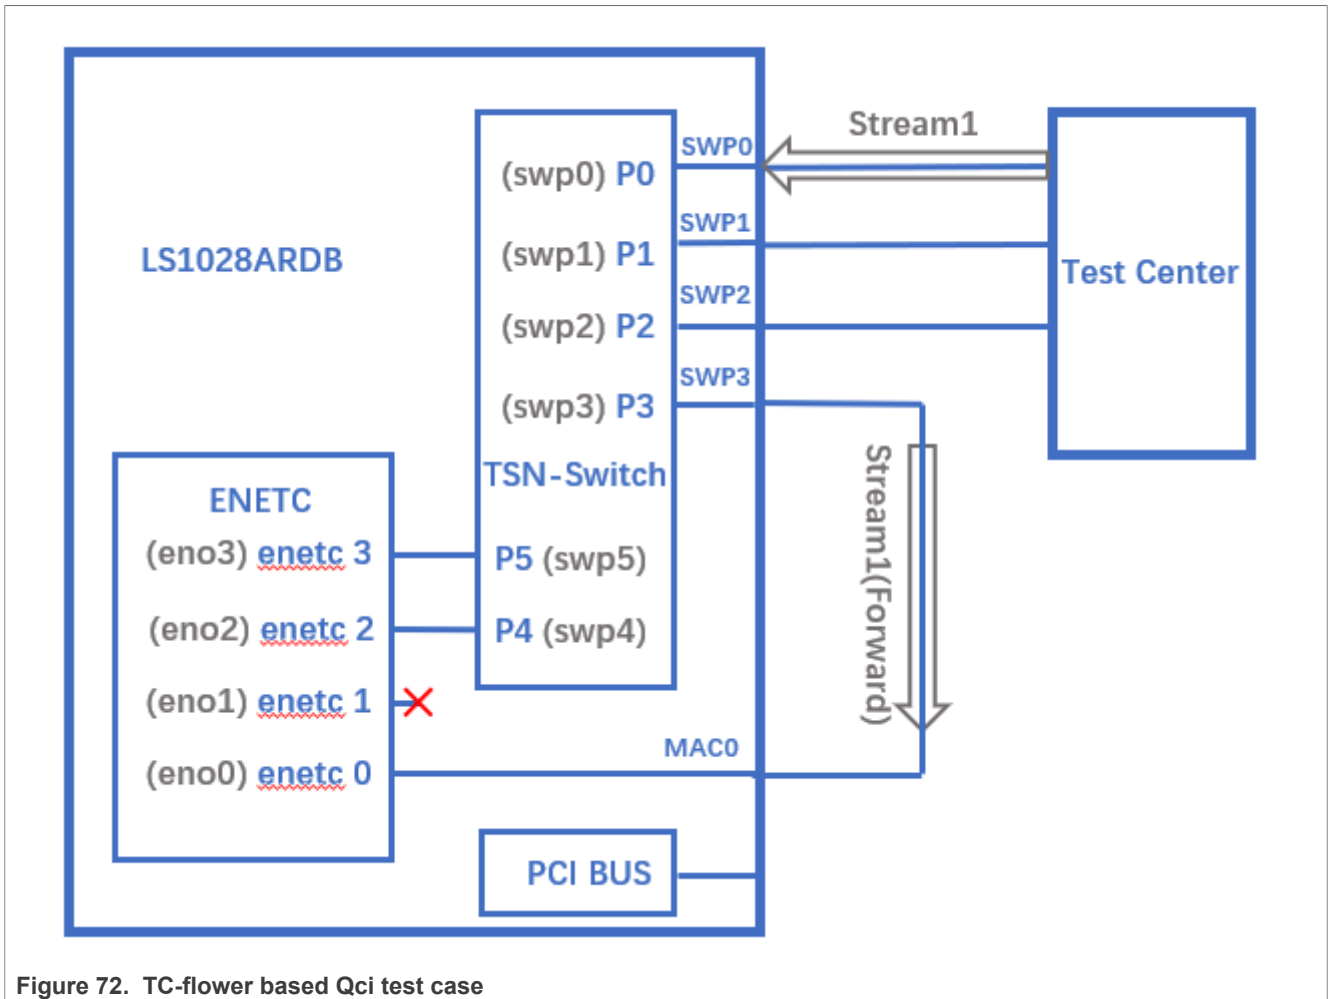 Stream1
SWP0
(swp0) P0
SWP1
(swp1) P1
LS1028ARDB
Test Center
SWP2
(swp2) P2
SWP3
(swp3) P3
TSN-Switch
Stream1(Forward)
ENETC
(eno3) enetc 3
P5 (swp5)
(eno2) enetc 2
P4 (swp4)
(eno1) enetc 1
MAC0
(eno0) enetc 0
PCI BUS
Figure 72. TC-flower based Qci test case